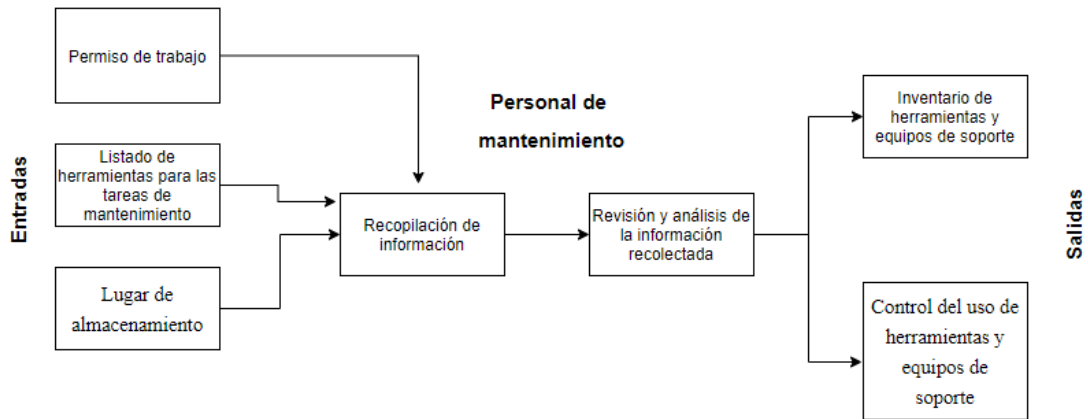 Permiso de trabajo
Entradas
Listado de
herramientas para las
tareas de
mantenimiento
Lugar de
almacenamiento
Recopilación de
información
Personal de
mantenimiento
Revisión y análisis de
la información
recolectada
Inventario de
herramientas y
equipos de soporte
Control del uso de
herramientas y
equipos de
soporte
Salidas